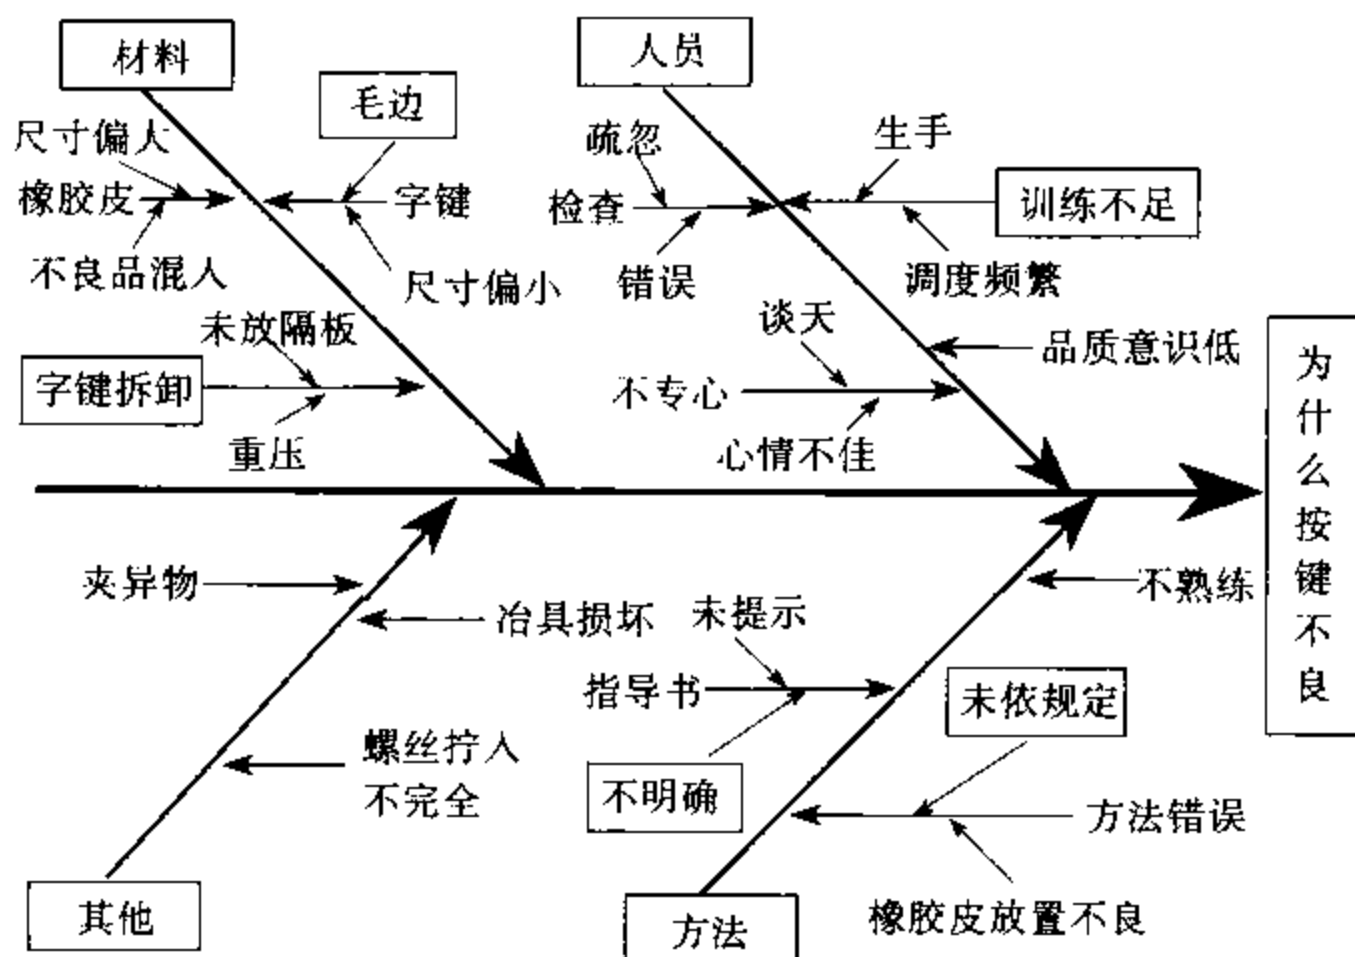 材料
人员
毛边
尺寸偏大
橡胶皮
字键
不良品混人
尺寸偏小
疏忽
生手
检查
训练不足
错误
调度频繁
未放隔板
字键拆卸
重压
谈天
品质意识低
不专心
心情不佳
为什么按键不良
夹异物
冶具损坏
未提示
不熟练
指导书
未依规定
螺丝拧人
不完全
不明确
方法错误
其他
方法
橡胶皮放置不良